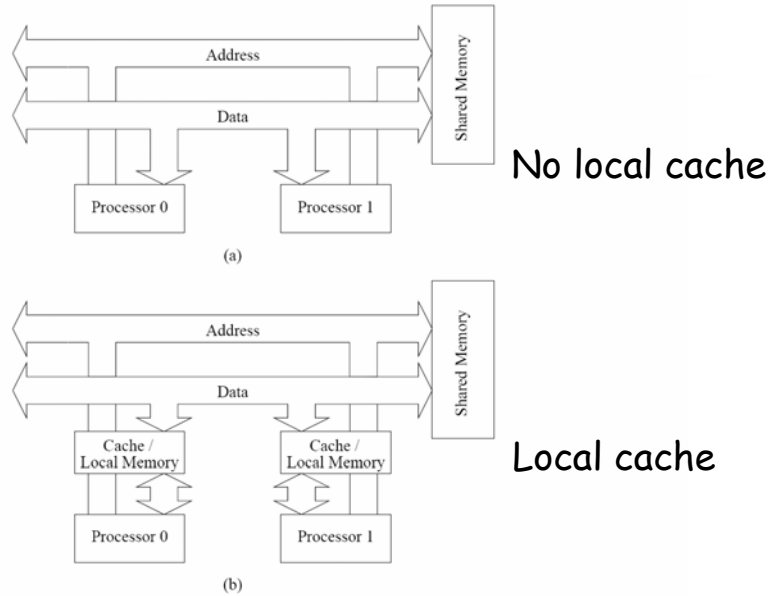 Address
Shared Memory
Data
No local cache
Processor 0
Processor 1
(a)
Address
Shared Memory
Data
Cache /
Local Memory
Cache /
Local Memory
Local cache
Processor 0
Processor 1
(b)